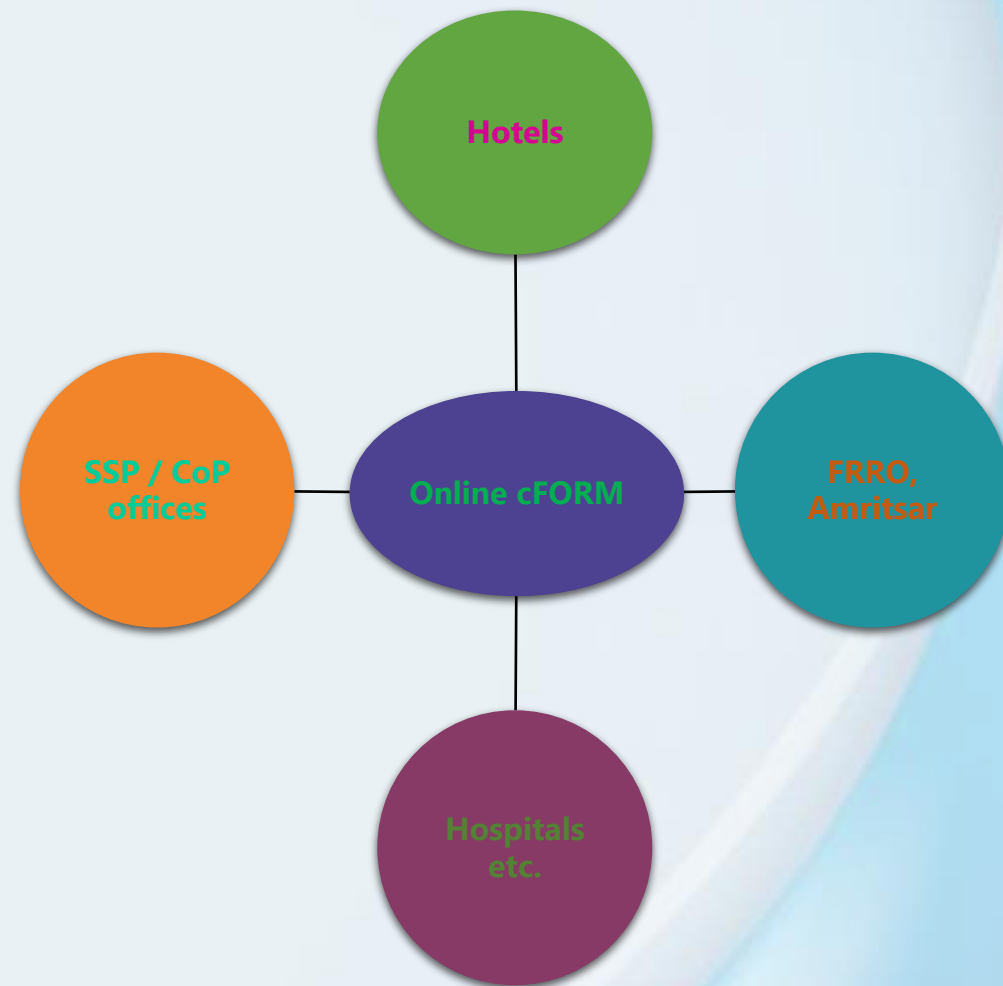 Hotels
SSP / CoP
offices
Online cFORM
FRRO,
Amritsar
Hospitals
etc.